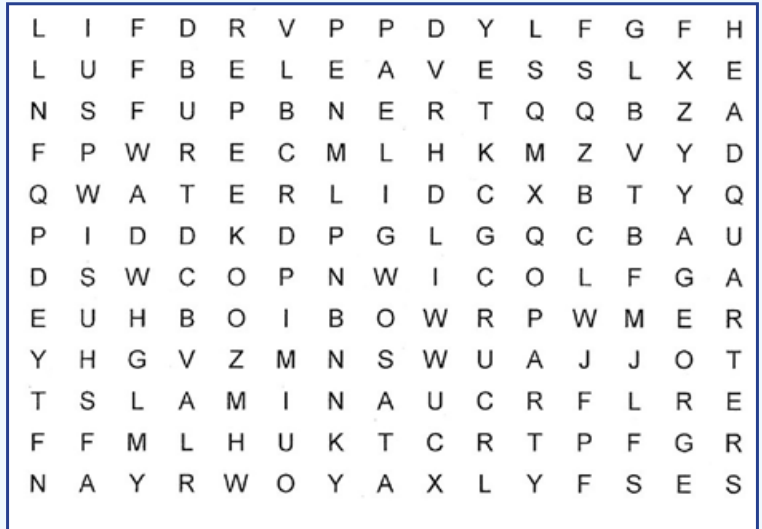 L I F D R V P P D Y L F G F H
L U F B E L E A V E S S L X E
N S F U P B N E R T Q Q B Z A
F P W R E C M L H K M Z V Y D
Q W A T E R L I D C X B T Y Q
P I D D K D P G L G Q C B A U
D S W C O P N W I C O L F G A
E U H B O I B O W R P W M E R
Y H G V Z M N S W U A J J O T
T S L A M I N A U C R F L R E
F F M L H U K T C R T P F G R
N A Y R W O Y A X L Y F S E S